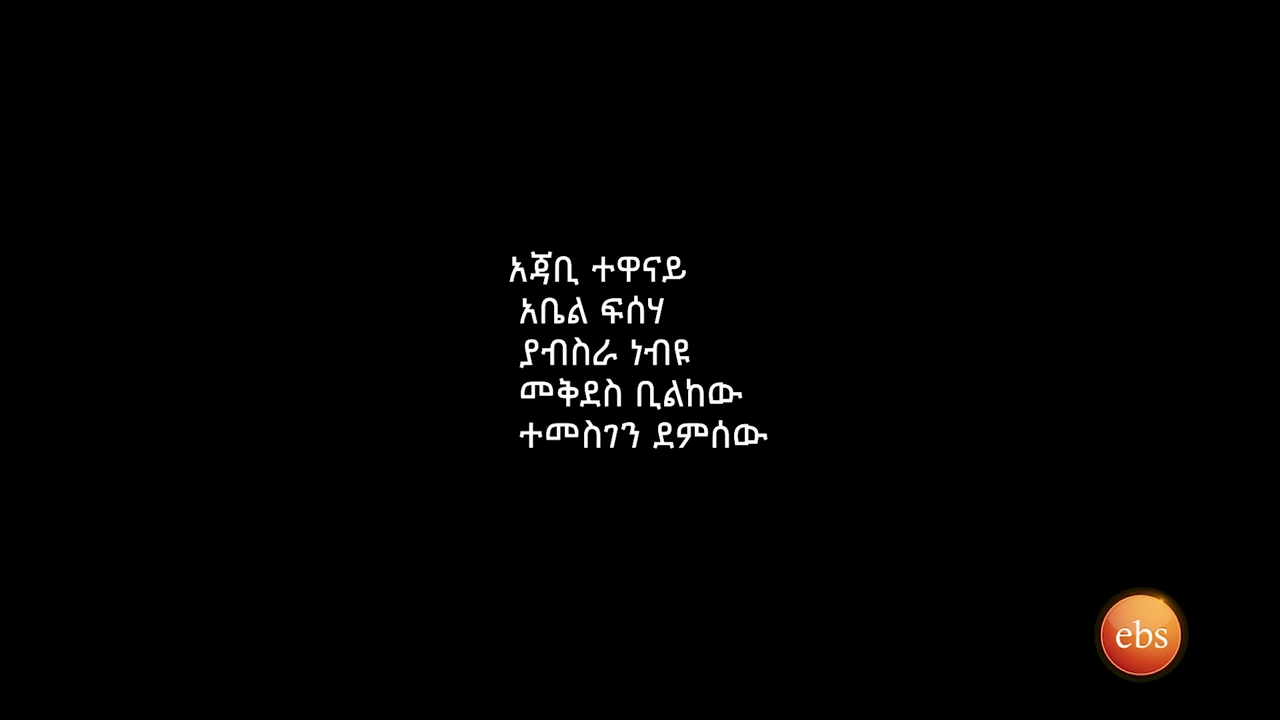 አጃቢ ተዋናይ
አቤል ፍሰሃ
ያብስራ ነብዩ
መቅደስ ቢልከው
ተመስገን ደምሰው
ebs